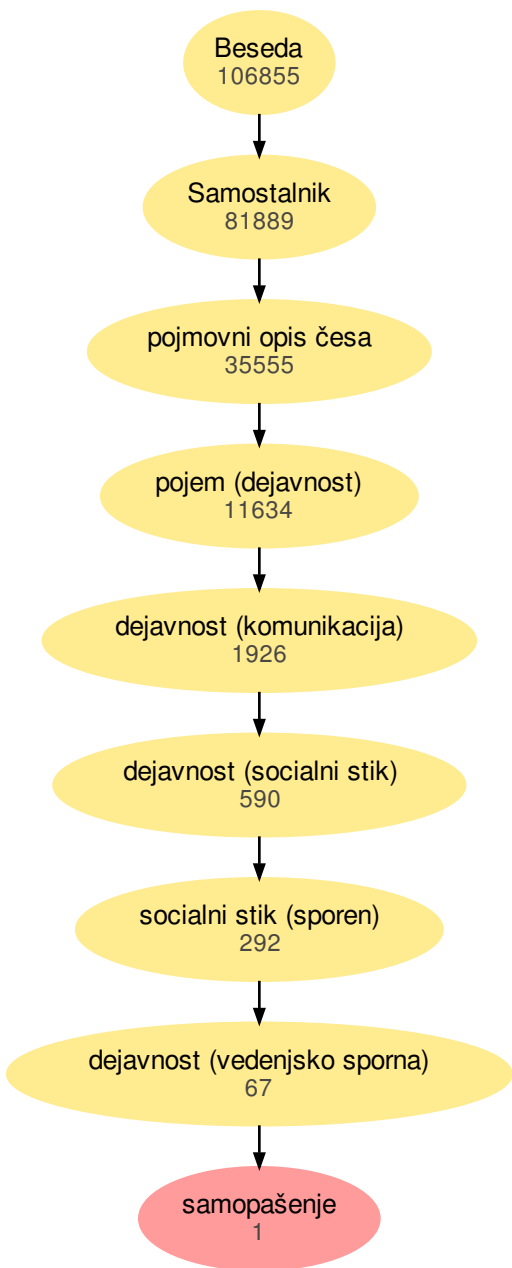 Beseda
106855
Samostalnik
81889
pojmovni opis česa
35555
pojem (dejavnost)
11634
dejavnost (komunikacija)
1926
dejavnost (socialni stik)
590
socialni stik (sporen)
292
dejavnost (vedenjsko sporna)
67
samopašenje
1